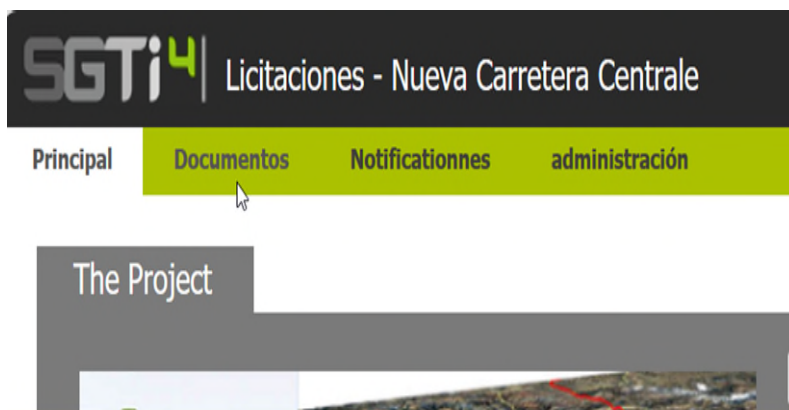 SGTi4 Licitaciones - Nueva Carretera Centrale
Principal Documentos Notificationnes administración
The Project